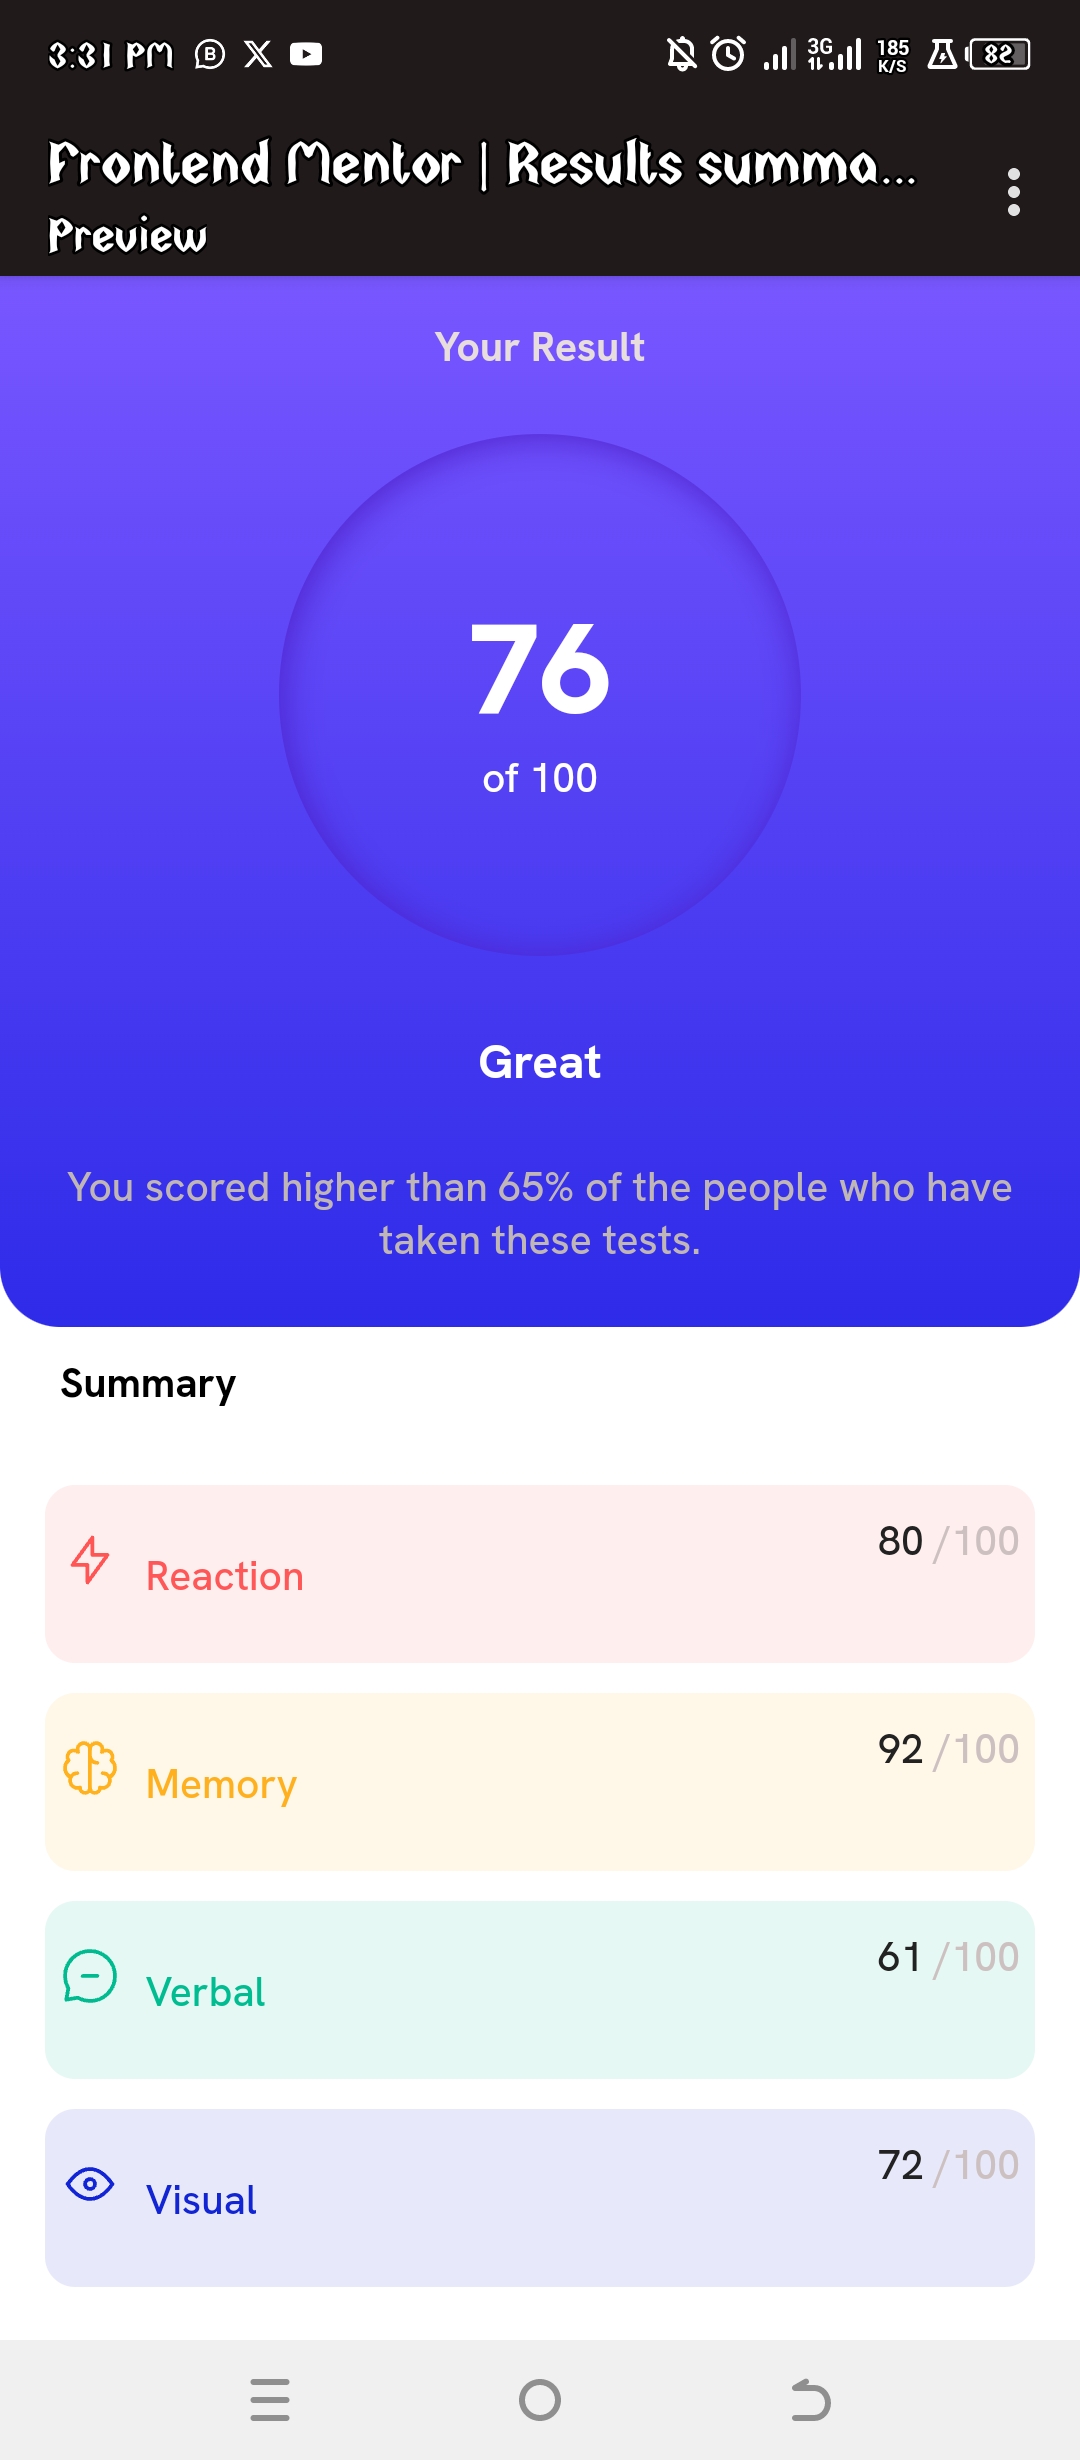 3:31 PM
3G
185
K/S
82
Frontend Mentor | Results summa...
Preview
Your Result
76
of 100
Great
You scored higher than 65% of the people who have
taken these tests.
Summary
Reaction 80 /100
Memory 92 /100
Verbal 61 /100
Visual 72 /100